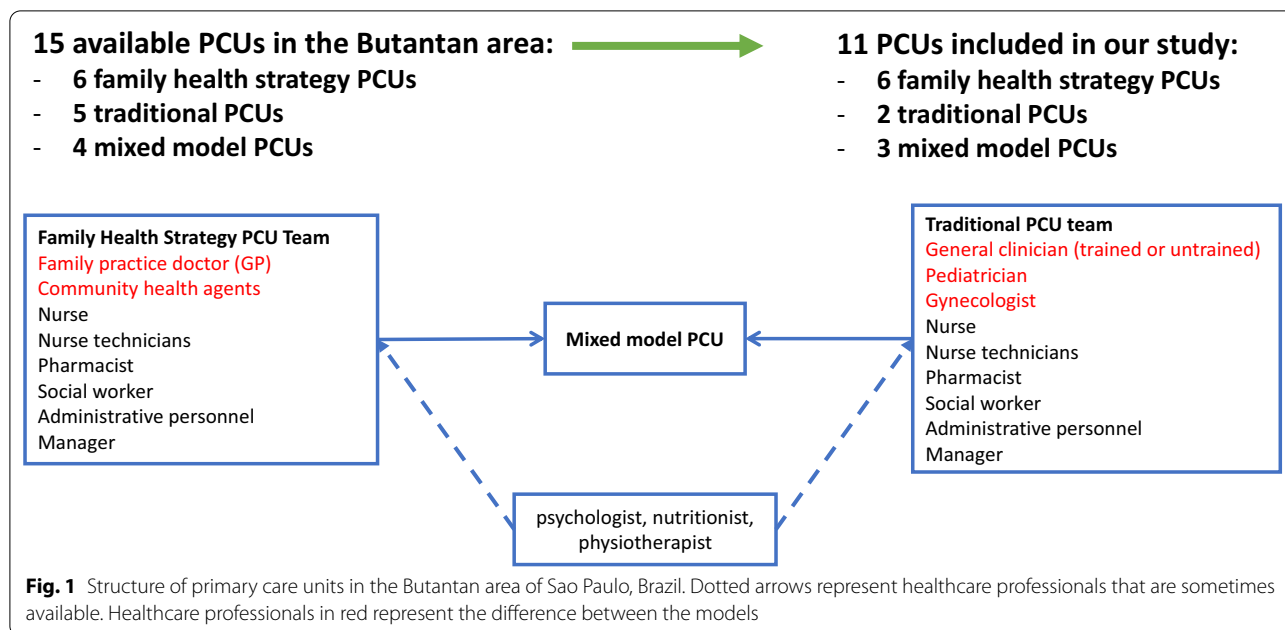 15 available PCUs in the Butantan area:
- 6 family health strategy PCUs
- 5 traditional PCUs
- 4 mixed model PCUs
11 PCUs included in our study:
- 6 family health strategy PCUs
- 2 traditional PCUs
- 3 mixed model PCUs
Family Health Strategy PCU Team
Family practice doctor (GP)
Community health agents
Nurse
Nurse technicians
Pharmacist
Social worker
Administrative personnel
Manager
Mixed model PCU
Traditional PCU team
General clinician (trained or untrained)
Pediatrician
Gynecologist
Nurse
Nurse technicians
Pharmacist
Social worker
Administrative personnel
Manager
psychologist, nutritionist,
physiotherapist
Fig. 1 Structure of primary care units in the Butantan area of Sao Paulo, Brazil. Dotted arrows represent healthcare professionals that are sometimes
available. Healthcare professionals in red represent the difference between the models